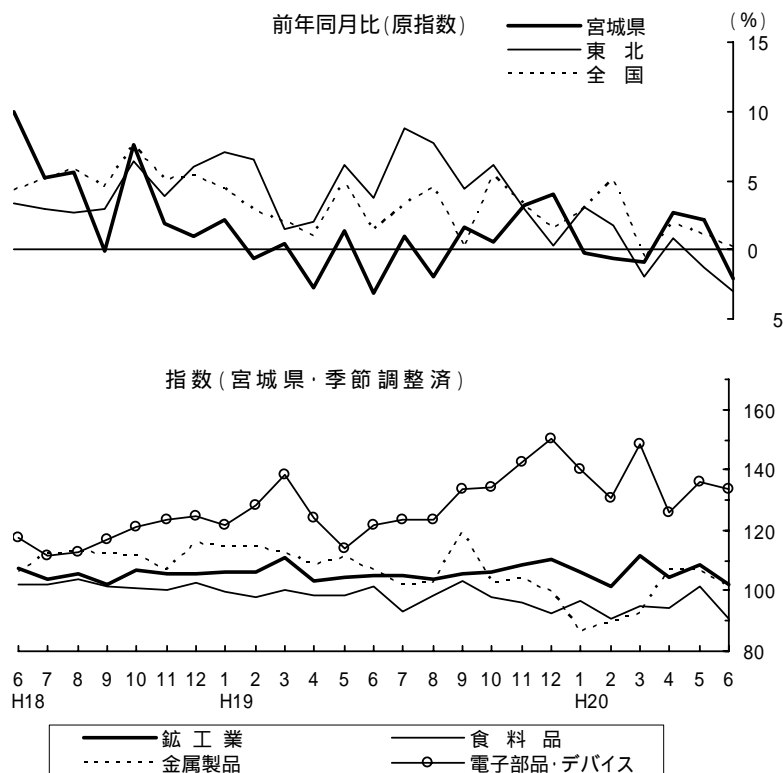 前年同月比(原指数)
(%)
宮城県
東 北
全 国
15
10
5
0
5
指数(宮城県・季節調整済)
160
140
120
100
80
6 7 8 9 10 11 12 1 2 3 4 5 6 7 8 9 10 11 12 1 2 3 4 5 6
H18 H19 H20
鉱 工 業 食 料 品
金属製品 電子部品・デバイス